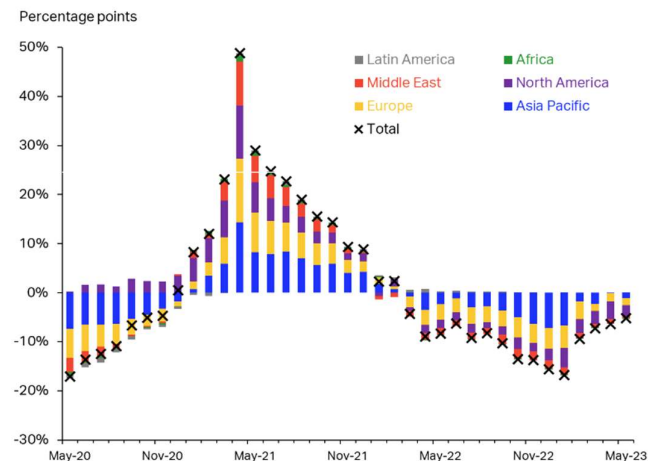 Percentage points
50%
Latin America
Africa
Middle East
North America
40%
Europe
Asia Pacific
Total
30%
20%
10%
0%
-10%
-20%
-30%
May-20 Nov-20 May-21 Nov-21 May-22 Nov-22 May-23